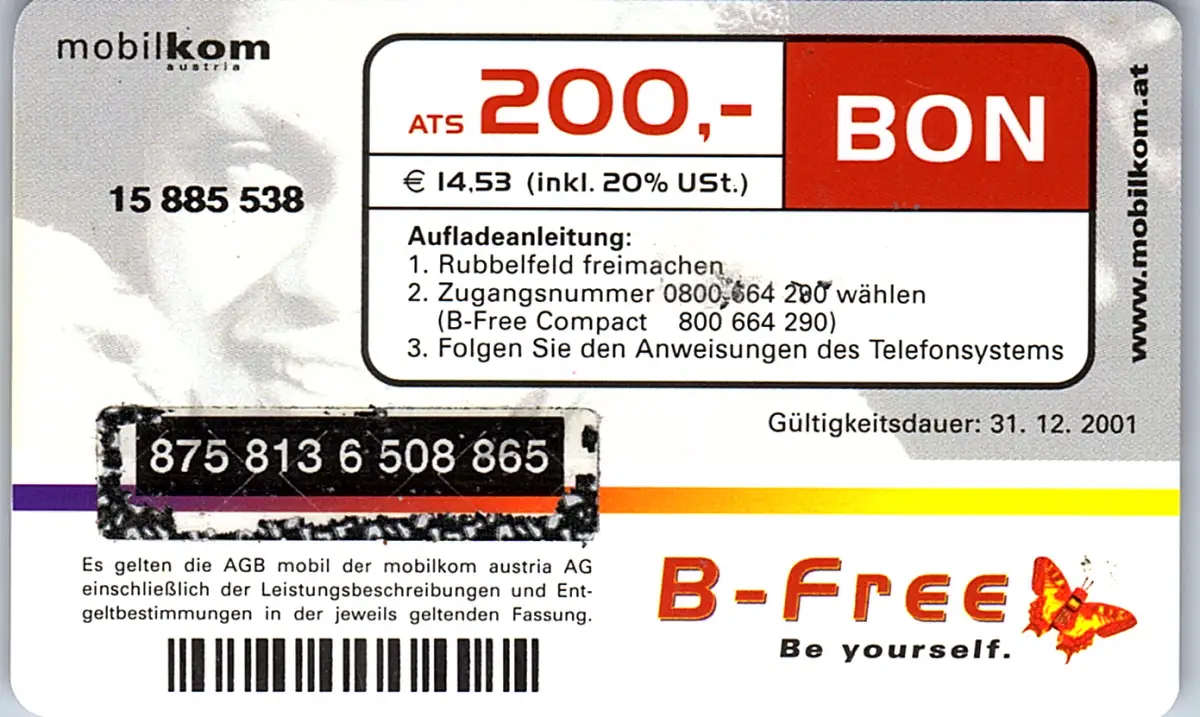 mobilkom
austria
ATS 200,-
BON
€ 14,53 (inkl. 20% USt.)
15 885 538
www.mobilkom.at
Aufladeanleitung:
1. Rubbelfeld freimachen
2. Zugangsnummer 0800 664 290 wählen
(B-Free Compact 800 664 290)
3. Folgen Sie den Anweisungen des Telefonsystems
Gültigkeitsdauer: 31. 12. 2001
875 813 6 508 865
Es gelten die AGB mobil der mobilkom austria AG
einschließlich der Leistungsbeschreibungen und Ent-
geltbestimmungen in der jeweils geltenden Fassung.
B-Free
Be yourself.